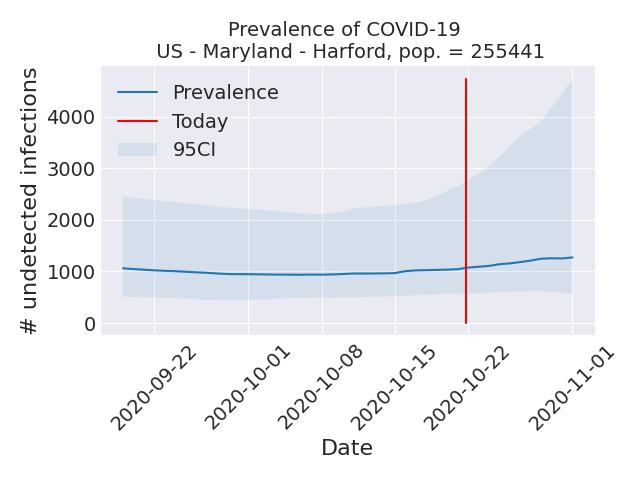 Prevalence of COVID-19
US - Maryland - Harford, pop. = 255441
Prevalence
Today
95CI
4000
3000
2000
1000
0
# undetected infections
2020-09-22
2020-10-01
2020-10-08
2020-10-15
2020-10-22
2020-11-01
Date